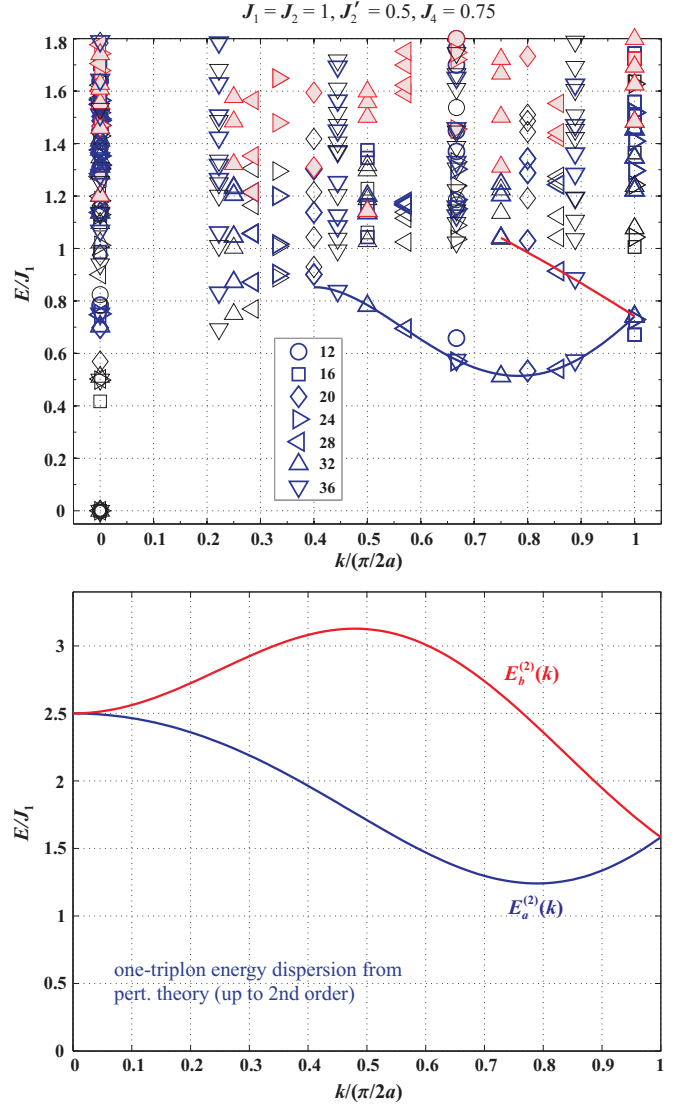 J₁ = J₂ = 1, J₂′ = 0.5, J₄ = 0.75
1.8
1.6
1.4
1.2
1
0.8
0.6
0.4
0.2
0
E/J₁
12
16
20
24
28
32
36
0 0.1 0.2 0.3 0.4 0.5 0.6 0.7 0.8 0.9 1
k/(π/2a)
3
2.5
2
1.5
1
0.5
0
E/J₁
E_b^(2)(k)
E_a^(2)(k)
one-triplon energy dispersion from
pert. theory (up to 2nd order)
0 0.1 0.2 0.3 0.4 0.5 0.6 0.7 0.8 0.9 1
k/(π/2a)